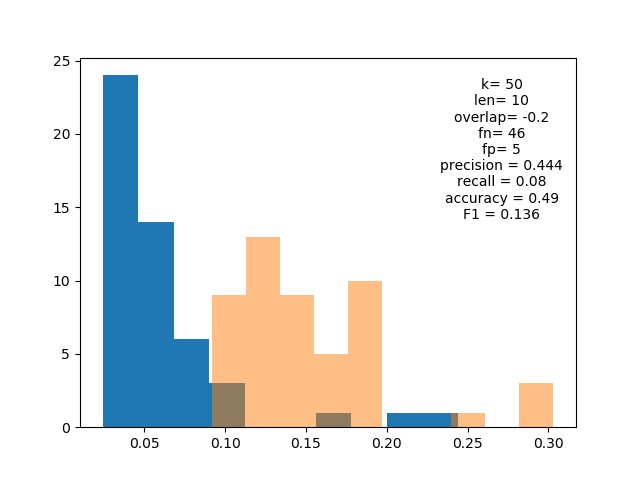 25
20
15
10
5
0
k= 50
len= 10
overlap= -0.2
fn= 46
fp= 5
precision = 0.444
recall = 0.08
accuracy = 0.49
F1 = 0.136
0.05 0.10 0.15 0.20 0.25 0.30